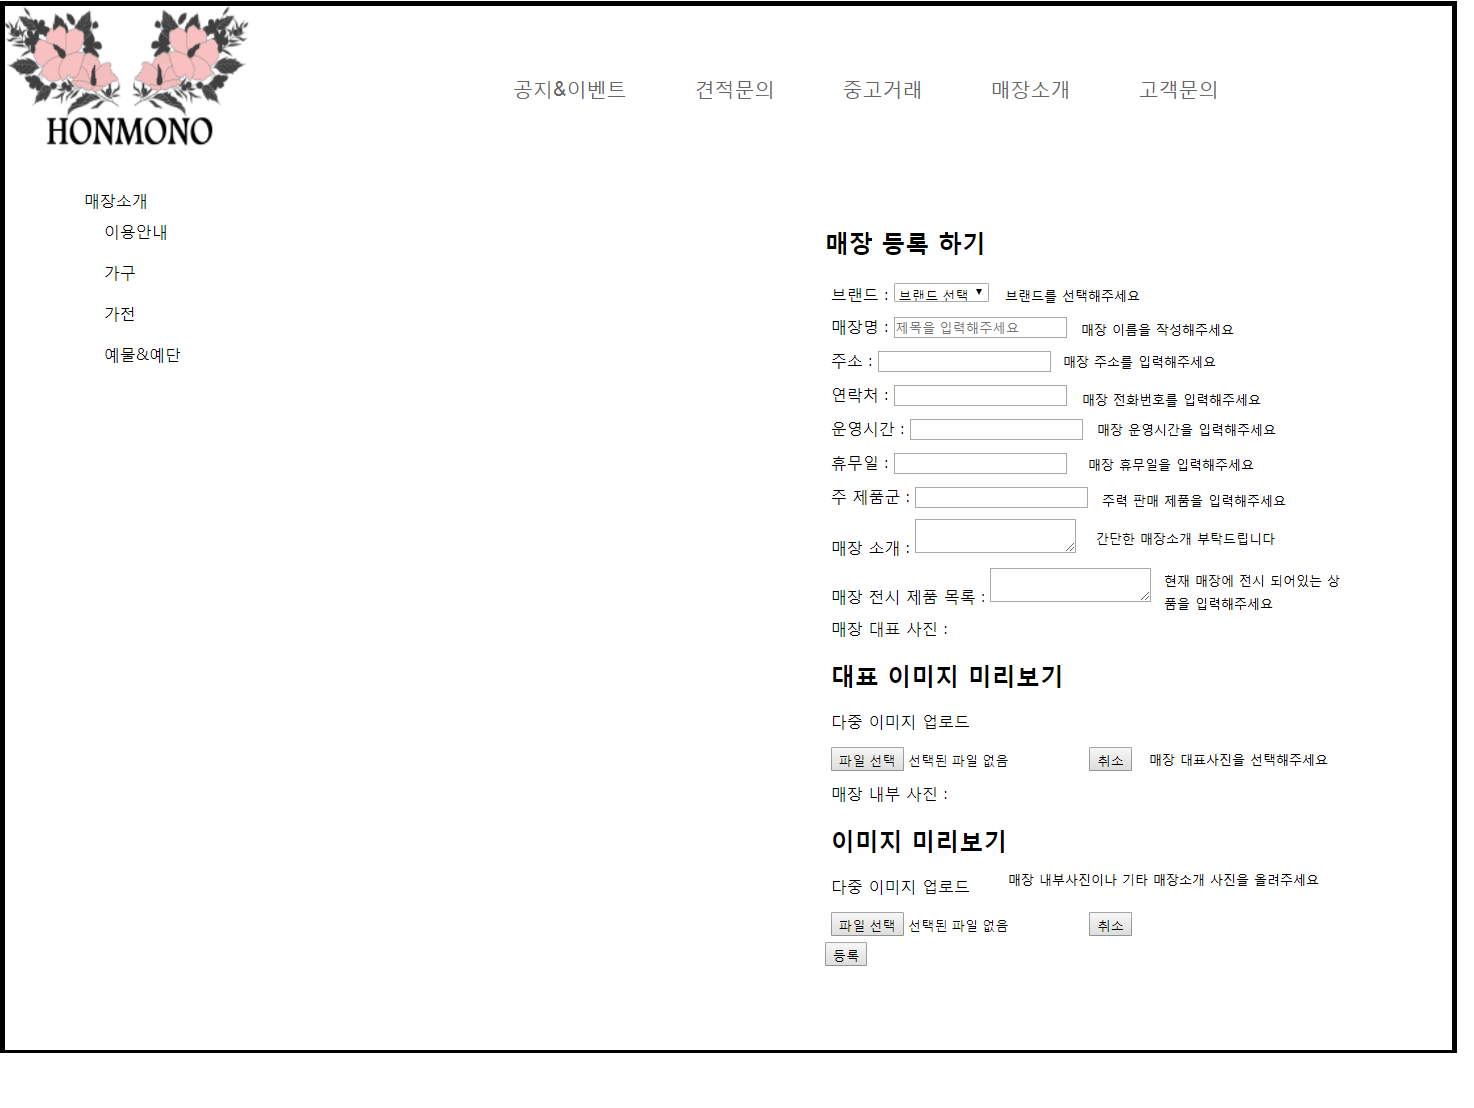 HONMONO
공지&이벤트 견적문의 중고거래 매장소개 고객문의
매장소개
이용안내
가구
가전
예물&예단
매장 등록 하기
브랜드 : 브랜드 선택 브랜드를 선택해주세요
매장명 : 제목을 입력해주세요 매장 이름을 작성해주세요
주소 : 매장 주소를 입력해주세요
연락처 : 매장 전화번호를 입력해주세요
운영시간 : 매장 운영시간을 입력해주세요
휴무일 : 매장 휴무일을 입력해주세요
주 제품군 : 주력 판매 제품을 입력해주세요
매장 소개 : 간단한 매장소개 부탁드립니다
매장 전시 제품 목록 : 현재 매장에 전시 되어있는 상
품을 입력해주세요
매장 대표 사진 :
대표 이미지 미리보기
다중 이미지 업로드
파일 선택 선택된 파일 없음 취소 매장 대표사진을 선택해주세요
매장 내부 사진 :
이미지 미리보기
다중 이미지 업로드 매장 내부사진이나 기타 매장소개 사진을 올려주세요
파일 선택 선택된 파일 없음 취소
등록